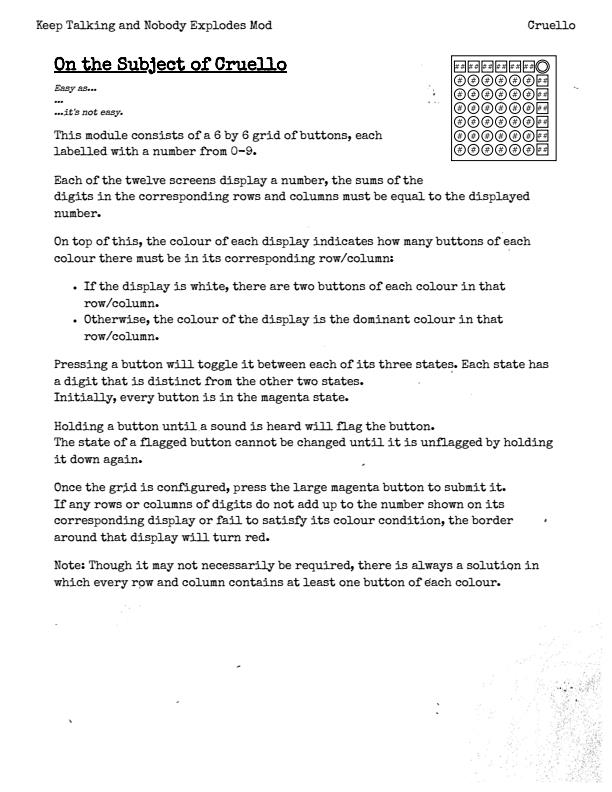 Keep Talking and Nobody Explodes Mod Cruello
On the Subject of Cruello
Easy as...
...
...it's not easy.
## ## ## ## ## ##
# # # # # # ##
# # # # # # ##
# # # # # # ##
# # # # # # ##
# # # # # # ##
# # # # # # ##
This module consists of a 6 by 6 grid of buttons, each
labelled with a number from 0-9.
Each of the twelve screens display a number, the sums of the
digits in the corresponding rows and columns must be equal to the displayed
number.
On top of this, the colour of each display indicates how many buttons of each
colour there must be in its corresponding row/column:
• If the display is white, there are two buttons of each colour in that
row/column.
• Otherwise, the colour of the display is the dominant colour in that
row/column.
Pressing a button will toggle it between each of its three states. Each state has
a digit that is distinct from the other two states.
Initially, every button is in the magenta state.
Holding a button until a sound is heard will flag the button.
The state of a flagged button cannot be changed until it is unflagged by holding
it down again.
Once the grid is configured, press the large magenta button to submit it.
If any rows or columns of digits do not add up to the number shown on its
corresponding display or fail to satisfy its colour condition, the border
around that display will turn red.
Note: Though it may not necessarily be required, there is always a solution in
which every row and column contains at least one button of each colour.